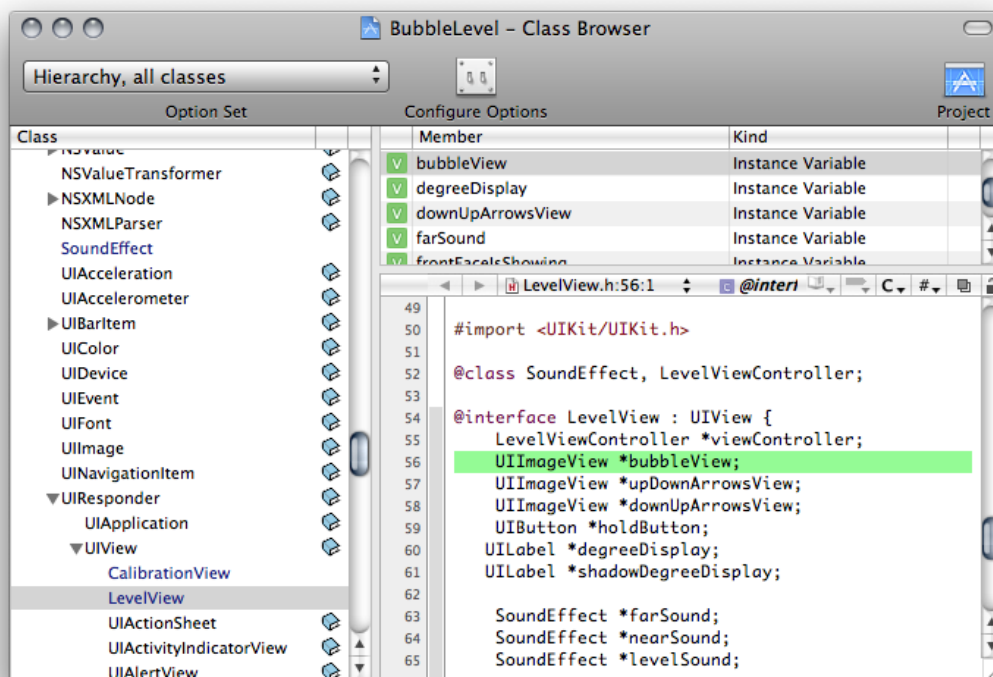 BubbleLevel – Class Browser
Hierarchy, all classes
Option Set
Configure Options
Project
Class
NSValue
NSValueTransformer
NSXMLNode
NSXMLParser
SoundEffect
UIAcceleration
UIAccelerometer
UIBarItem
UIColor
UIDevice
UIEvent
UIFont
UIImage
UINavigationItem
UIResponder
UIApplication
UIView
CalibrationView
LevelView
UIActionSheet
UIActivityIndicatorView
UIAlertView
Member Kind
V bubbleView Instance Variable
V degreeDisplay Instance Variable
V downUpArrowsView Instance Variable
V farSound Instance Variable
V frontFaceIsShowing Instance Variable
LevelView.h:56:1 C @interf C #
49
50 #import <UIKit/UIKit.h>
51
52 @class SoundEffect, LevelViewController;
53
54 @interface LevelView : UIView {
55 LevelViewController *viewController;
56 UIImageView *bubbleView;
57 UIImageView *upDownArrowsView;
58 UIImageView *downUpArrowsView;
59 UIButton *holdButton;
60 UILabel *degreeDisplay;
61 UILabel *shadowDegreeDisplay;
62
63 SoundEffect *farSound;
64 SoundEffect *nearSound;
65 SoundEffect *levelSound;